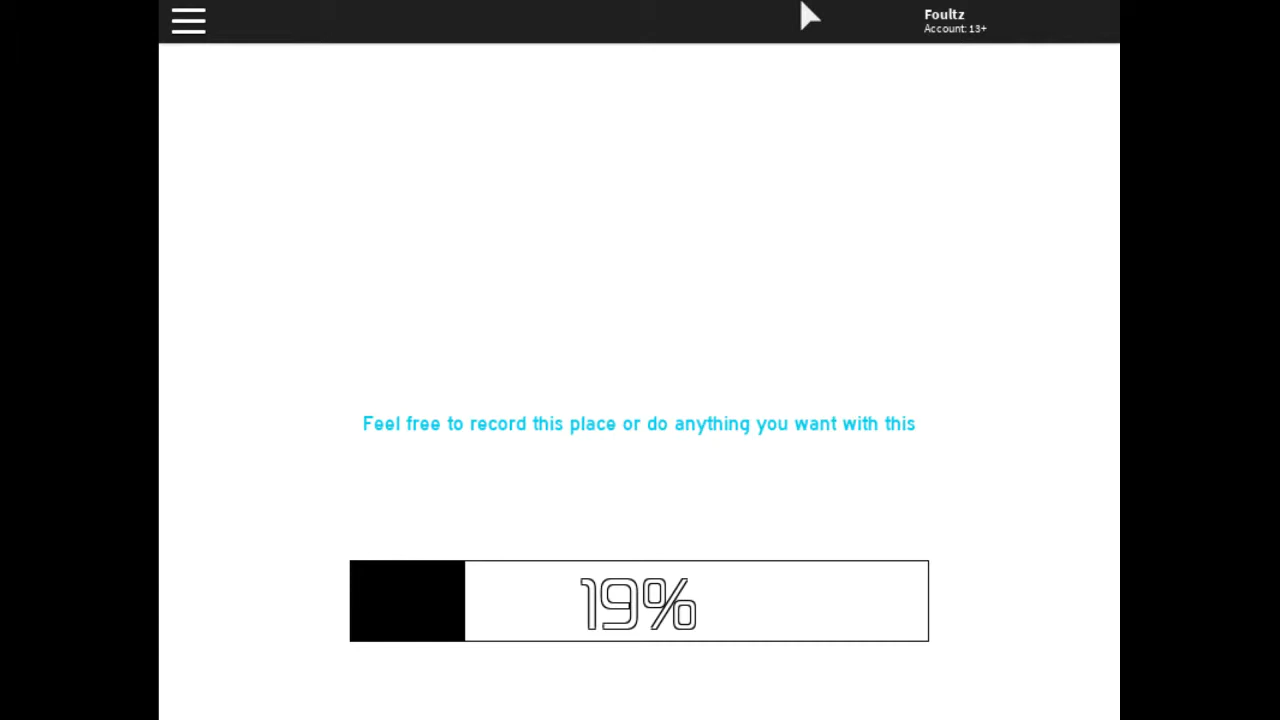 Foultz
Account: 13+
Feel free to record this place or do anything you want with this
19%